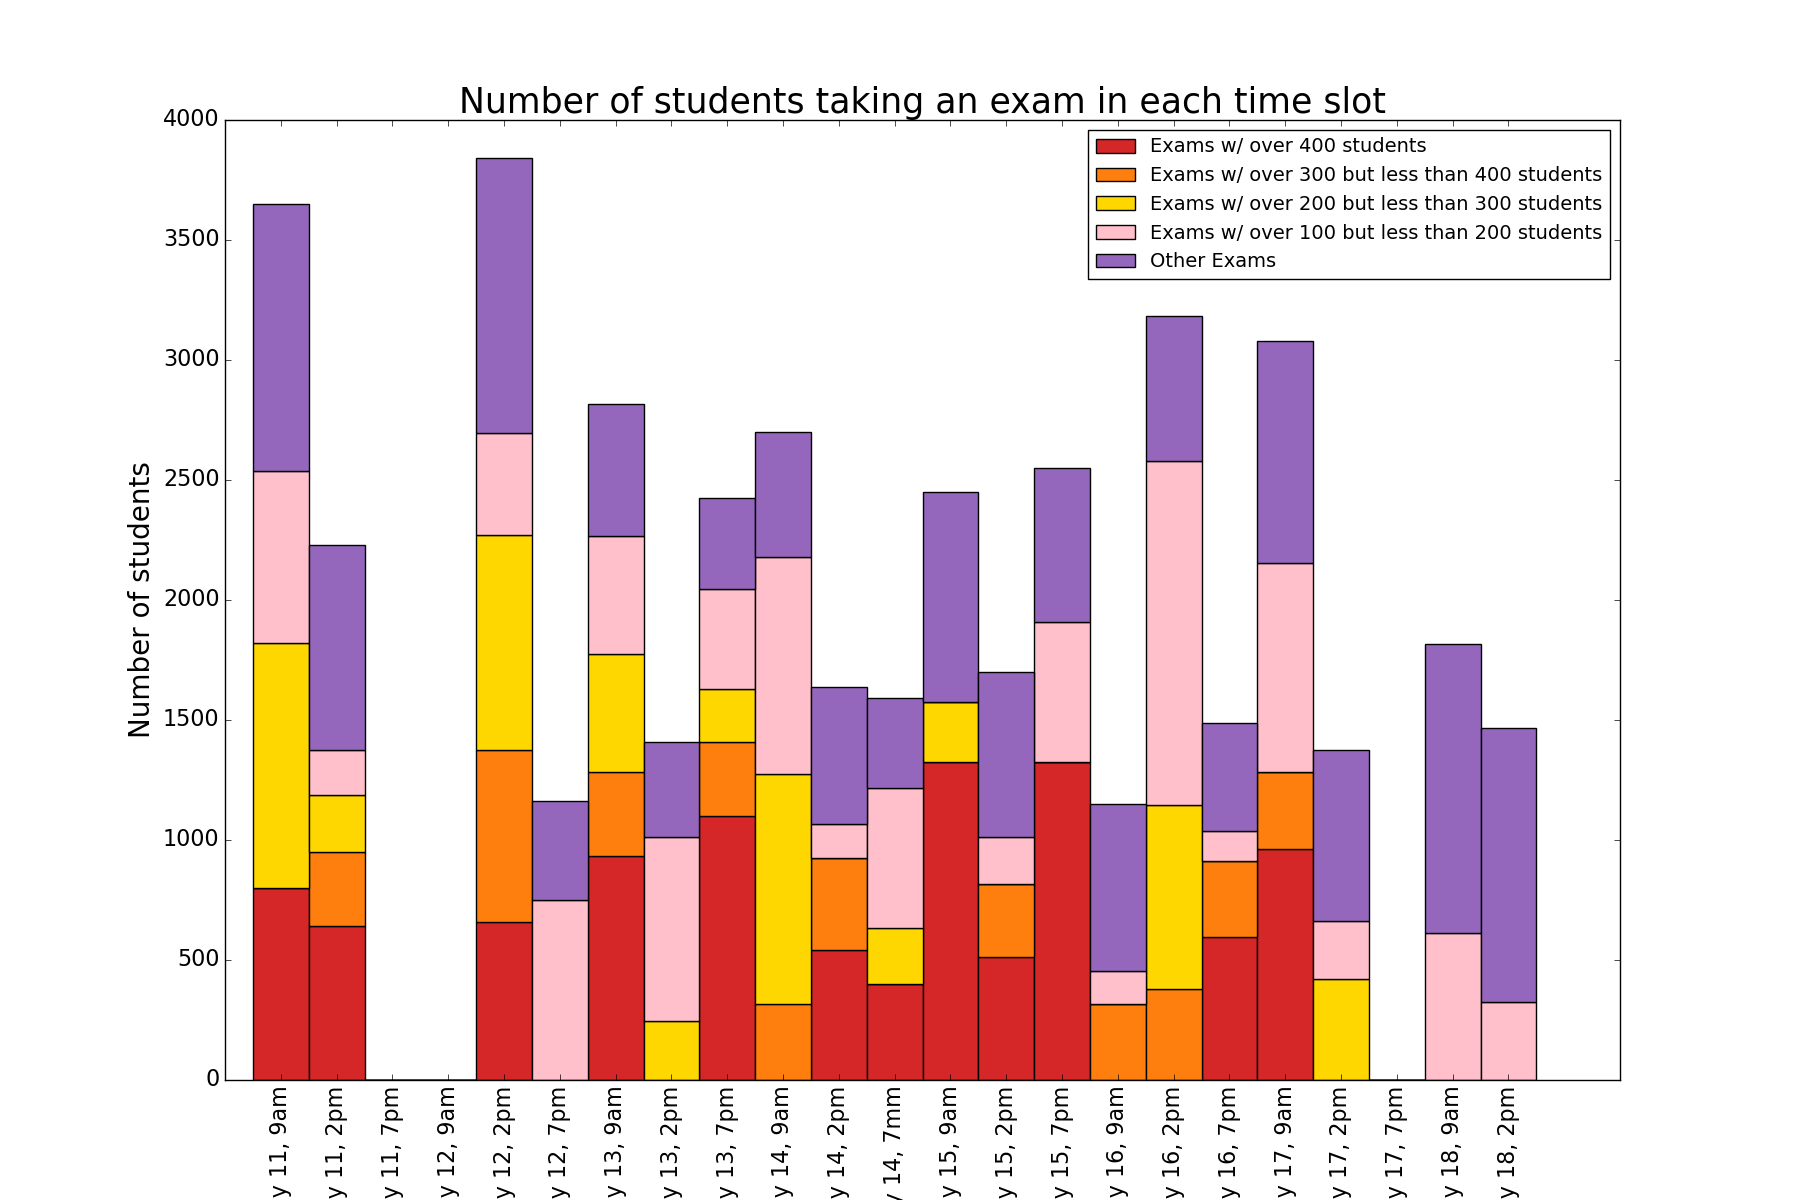 Number of students taking an exam in each time slot
Exams w/ over 400 students
Exams w/ over 300 but less than 400 students
Exams w/ over 200 but less than 300 students
Exams w/ over 100 but less than 200 students
Other Exams
Number of students
4000
3500
3000
2500
2000
1500
1000
500
0
y 11, 9am
y 11, 2pm
y 11, 7pm
y 12, 9am
y 12, 2pm
y 12, 7pm
y 13, 9am
y 13, 2pm
y 13, 7pm
y 14, 9am
y 14, 2pm
y 14, 7mm
y 15, 9am
y 15, 2pm
y 15, 7pm
y 16, 9am
y 16, 2pm
y 16, 7pm
y 17, 9am
y 17, 2pm
y 17, 7pm
y 18, 9am
y 18, 2pm